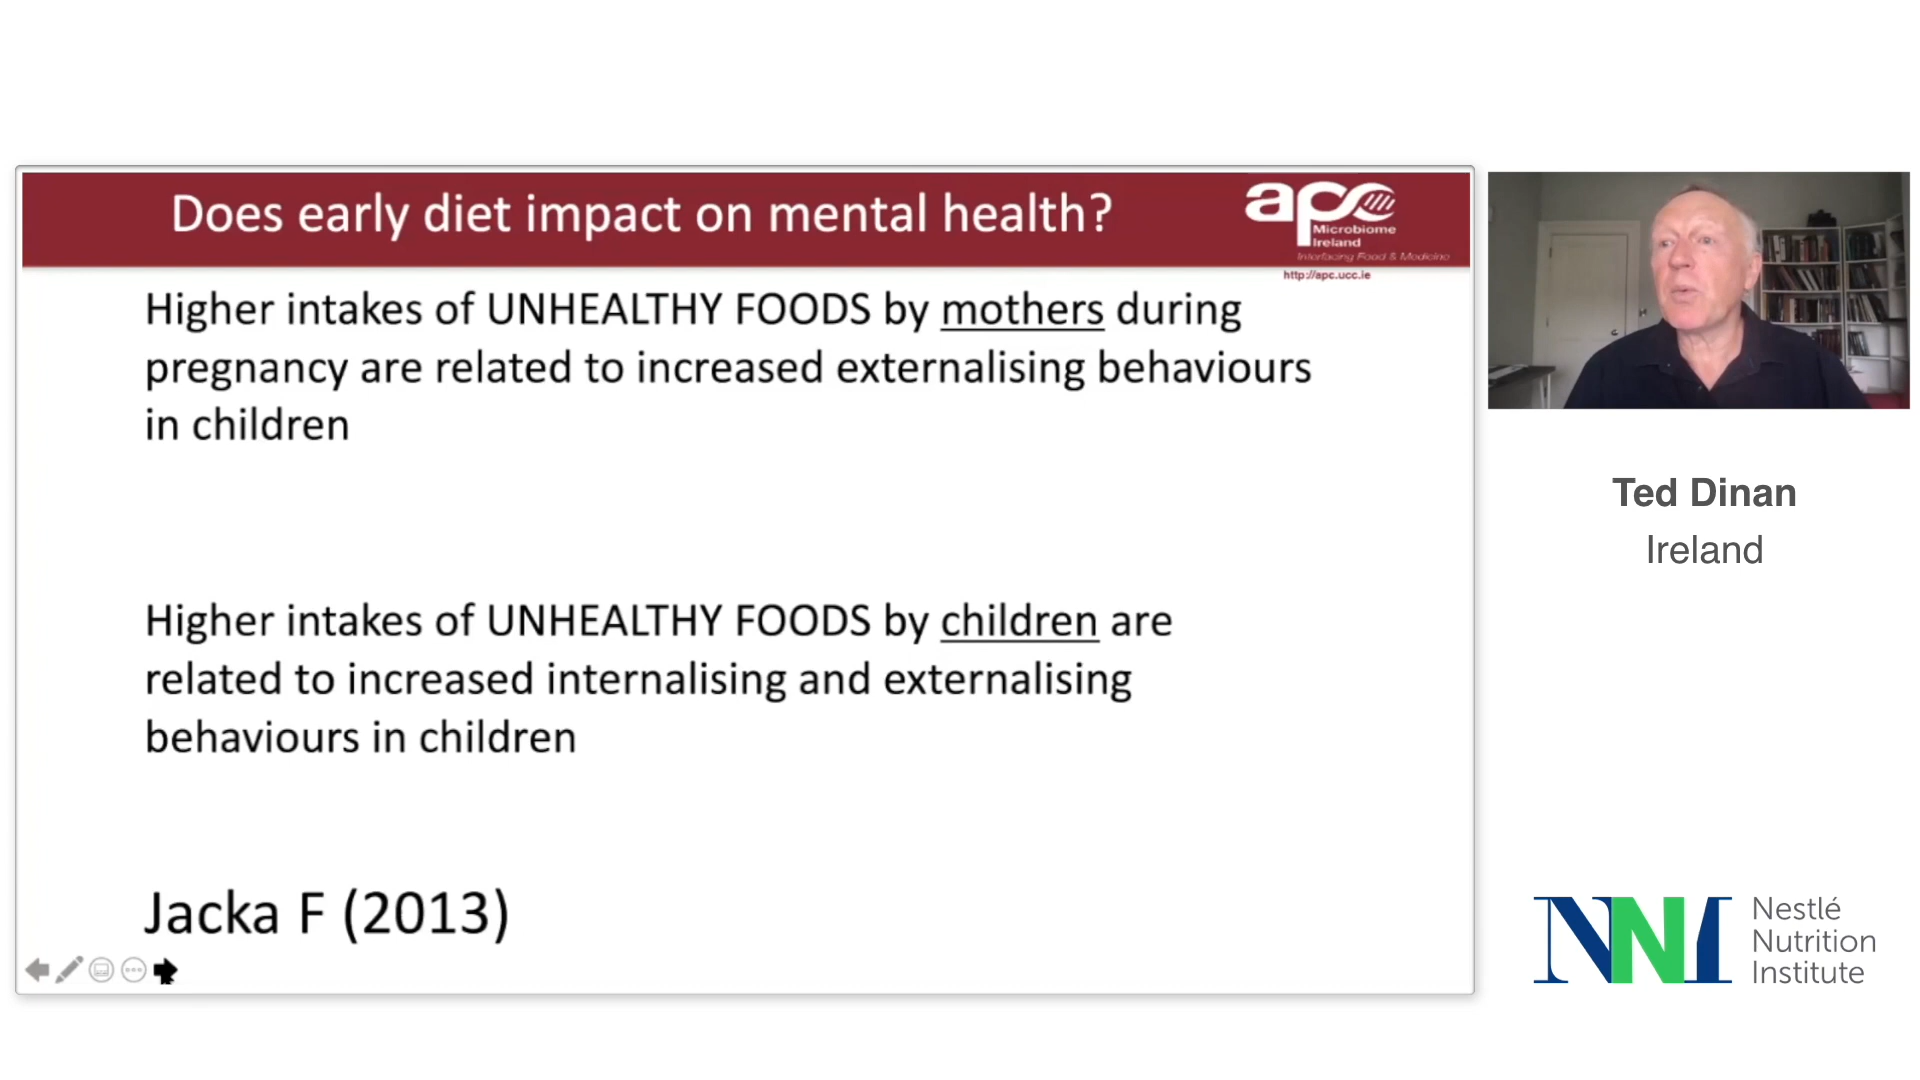 Does early diet impact on mental health?
apc
Microbiome
Ireland
Interfacing Food & Medicine
http://apc.ucc.ie
Higher intakes of UNHEALTHY FOODS by mothers during
pregnancy are related to increased externalising behaviours
in children
Higher intakes of UNHEALTHY FOODS by children are
related to increased internalising and externalising
behaviours in children
Jacka F (2013)
Ted Dinan
Ireland
NNI
Nestlé
Nutrition
Institute